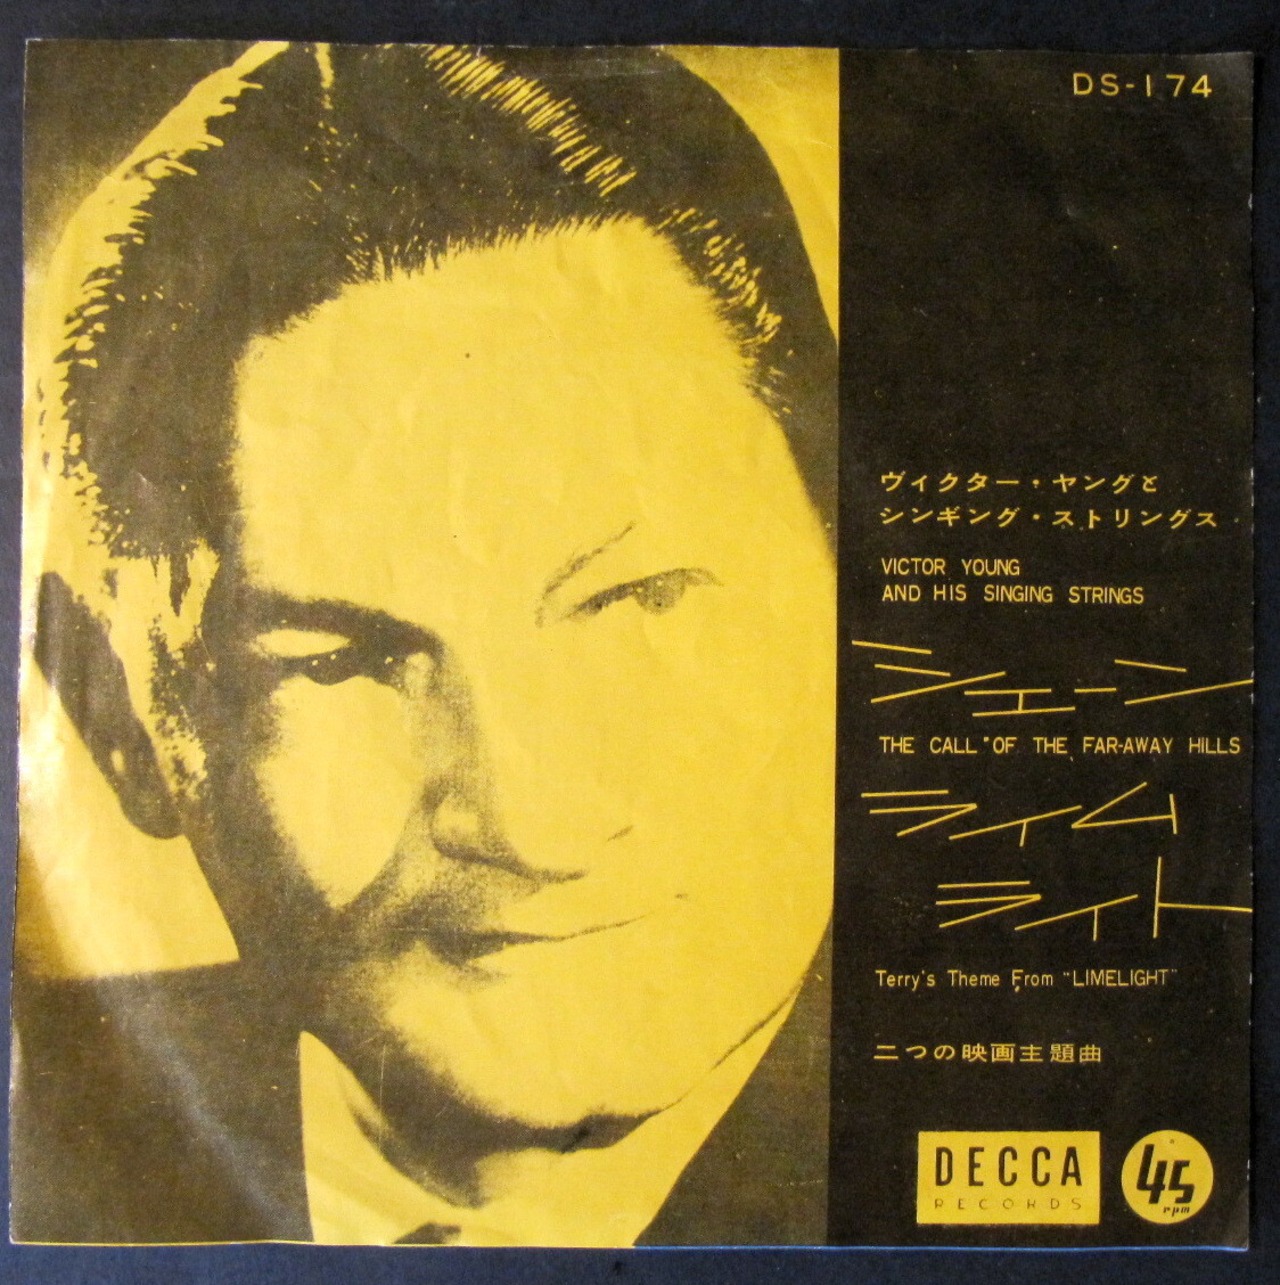 DS-174
ヴィクター・ヤングと
シンギング・ストリングス
VICTOR YOUNG
AND HIS SINGING STRINGS
シェーン
THE CALL OF THE FAR-AWAY HILLS
ライム
ライト
Terry's Theme From "LIMELIGHT"
二つの映画主題曲
DECCA
RECORDS
45
rpm